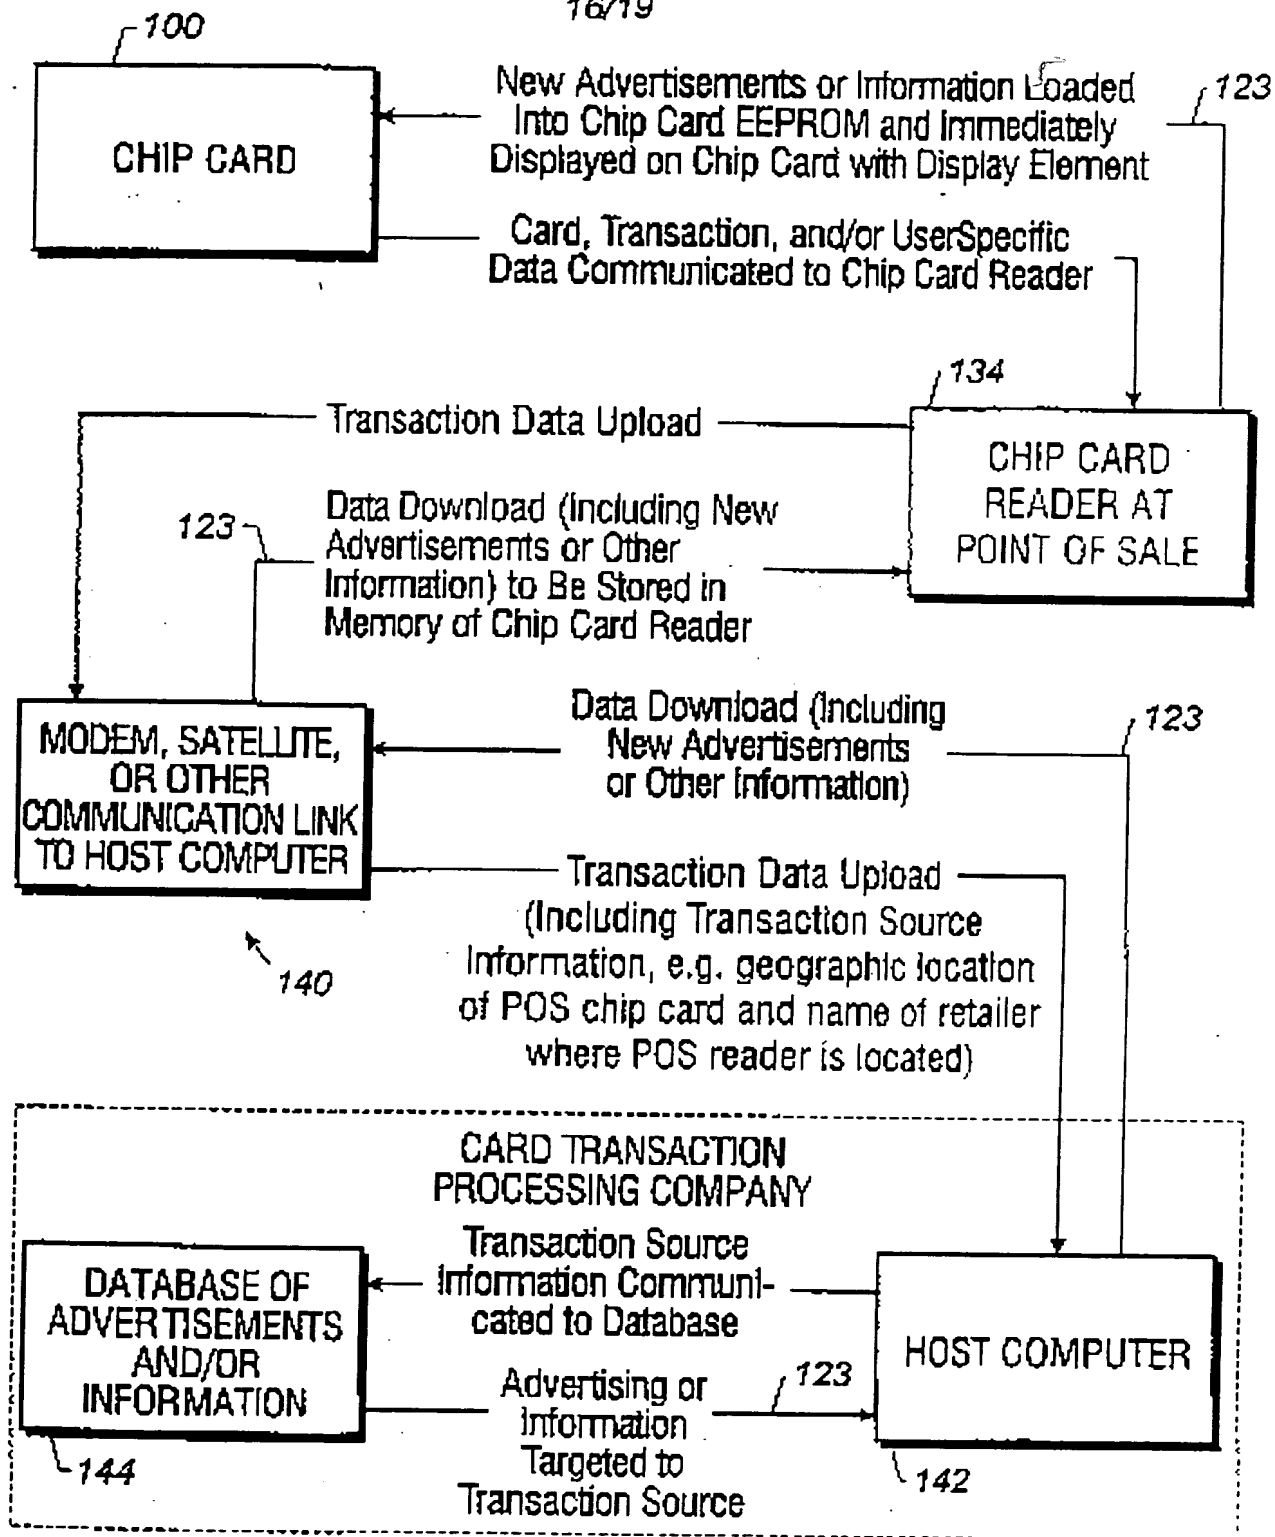 16/19
100
New Advertisements or Information Loaded
Into Chip Card EEPROM and Immediately
Displayed on Chip Card with Display Element
123
CHIP CARD
Card, Transaction, and/or UserSpecific
Data Communicated to Chip Card Reader
134
Transaction Data Upload
CHIP CARD
READER AT
POINT OF SALE
123
Data Download (Including New
Advertisements or Other
Information) to Be Stored in
Memory of Chip Card Reader
MODEM, SATELLITE,
OR OTHER
COMMUNICATION LINK
TO HOST COMPUTER
Data Download (Including
New Advertisements
or Other Information)
123
Transaction Data Upload
(Including Transaction Source
Information, e.g. geographic location
of POS chip card and name of retailer
where POS reader is located)
140
CARD TRANSACTION
PROCESSING COMPANY
Transaction Source
Information Communi-
cated to Database
DATABASE OF
ADVERTISEMENTS
AND/OR
INFORMATION
HOST COMPUTER
Advertising or
Information
Targeted to
Transaction Source
123
144
142